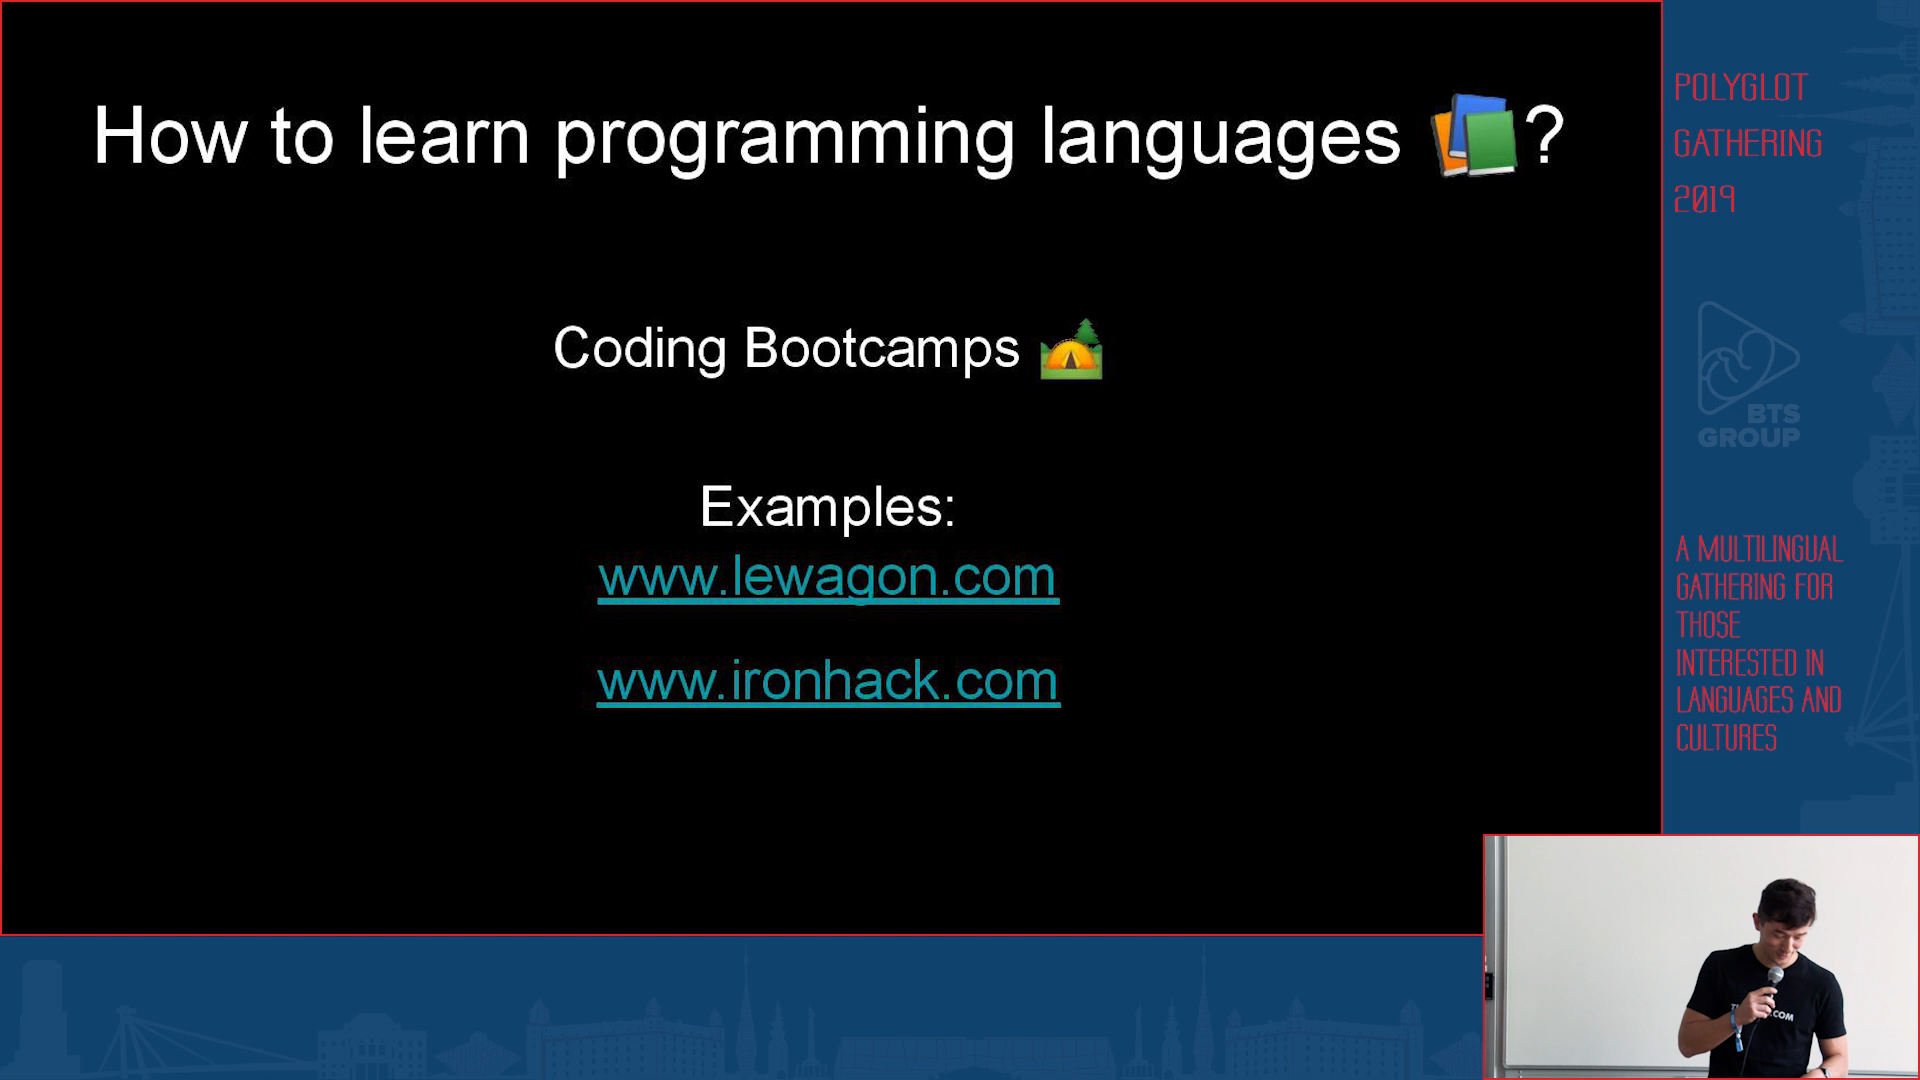 How to learn programming languages 📚?
Coding Bootcamps 🏕
Examples:
www.lewagon.com
www.ironhack.com
POLYGLOT
GATHERING
2019
BTS
GROUP
A MULTILINGUAL
GATHERING FOR
THOSE
INTERESTED IN
LANGUAGES AND
CULTURES
.COM